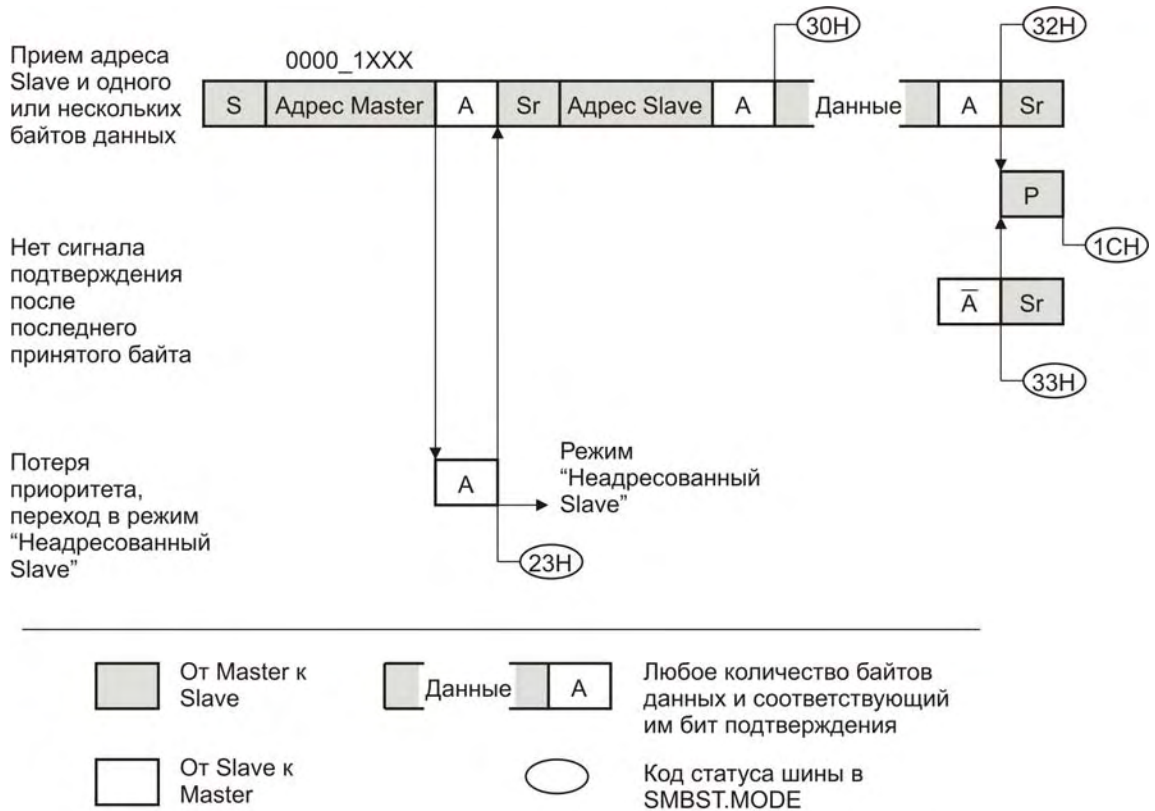 Прием адреса
Slave и одного
или нескольких
байтов данных
0000_1XXX
30H
32H
S
Адрес Master
A
Sr
Адрес Slave
A
Данные
A
Sr
P
1CH
Нет сигнала
подтверждения
после
последнего
принятого байта
A̅
Sr
33H
Потеря
приоритета,
переход в режим
“Неадресованный
Slave”
A
Режим
“Неадресованный
Slave”
23H
От Master к
Slave
Данные
A
Любое количество байтов
данных и соответствующий
им бит подтверждения
От Slave к
Master
Код статуса шины в
SMBST.MODE